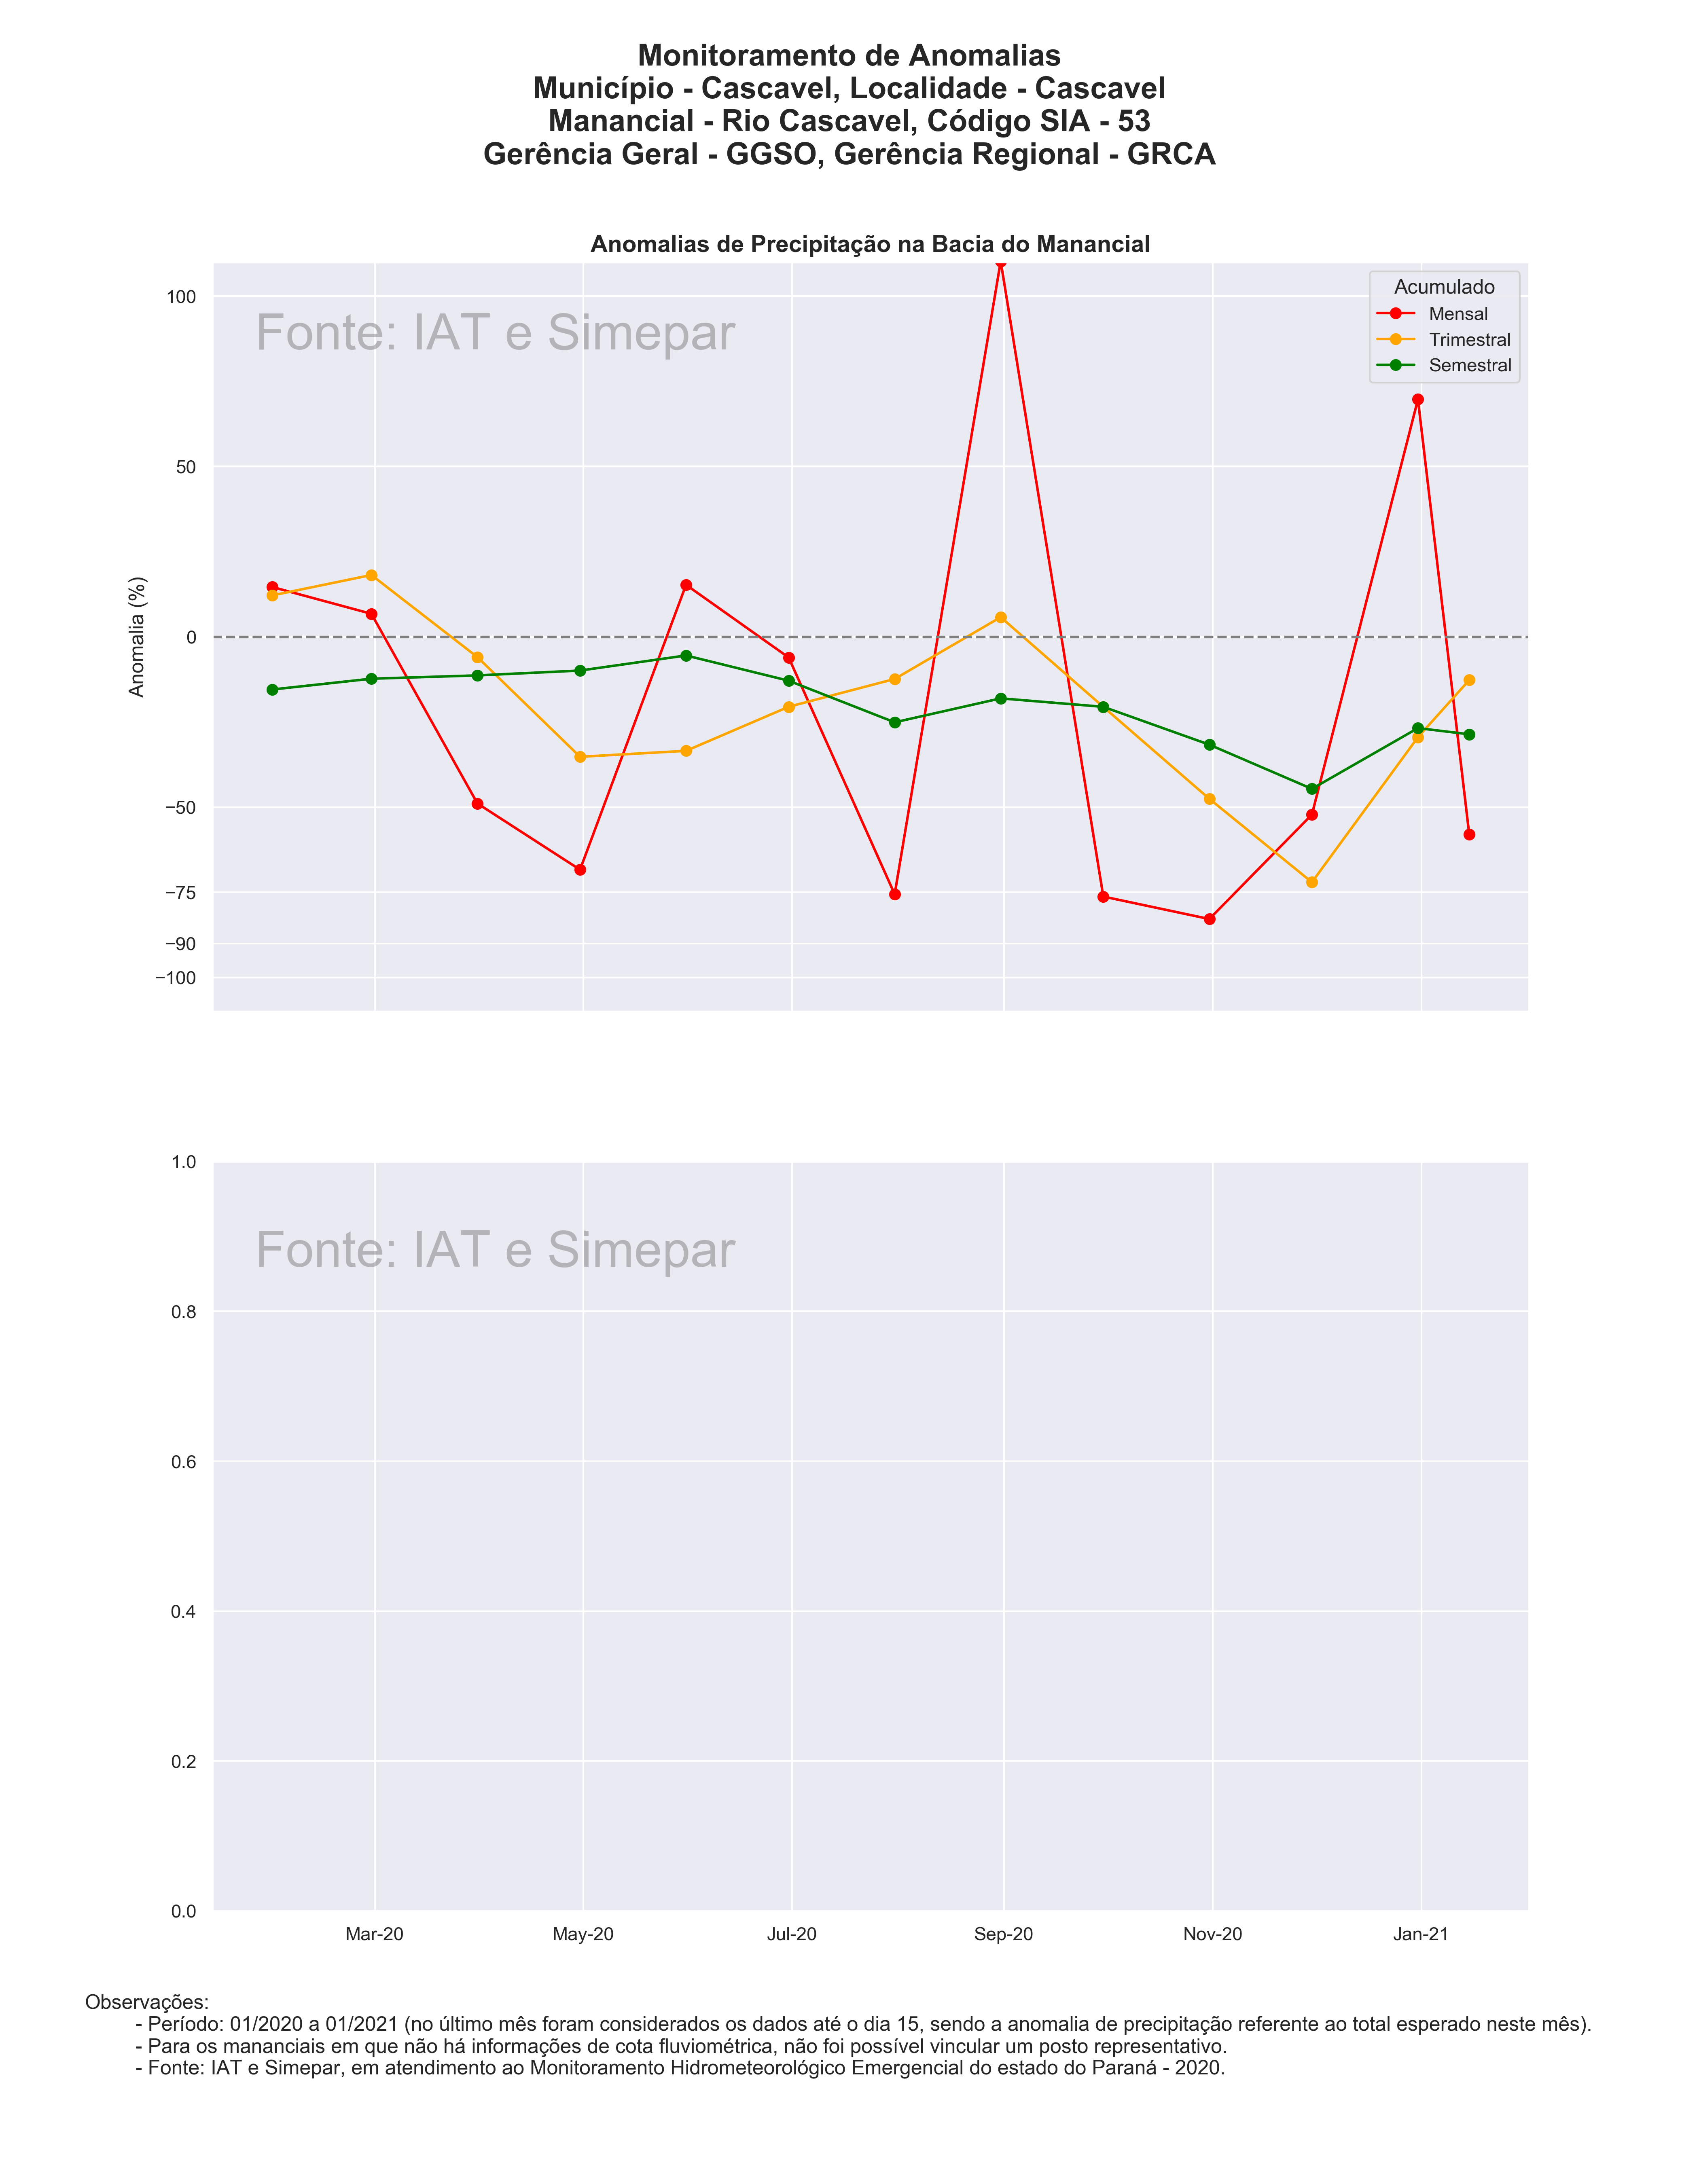 Monitoramento de Anomalias
Município - Cascavel, Localidade - Cascavel
Manancial - Rio Cascavel, Código SIA - 53
Gerência Geral - GGSO, Gerência Regional - GRCA
Anomalias de Precipitação na Bacia do Manancial
Fonte: IAT e Simepar
Acumulado
Mensal
Trimestral
Semestral
Anomalia (%)
100
50
0
−50
−75
−90
−100
Fonte: IAT e Simepar
1.0
0.8
0.6
0.4
0.2
0.0
Mar-20 May-20 Jul-20 Sep-20 Nov-20 Jan-21
Observações:
- Período: 01/2020 a 01/2021 (no último mês foram considerados os dados até o dia 15, sendo a anomalia de precipitação referente ao total esperado neste mês).
- Para os mananciais em que não há informações de cota fluviométrica, não foi possível vincular um posto representativo.
- Fonte: IAT e Simepar, em atendimento ao Monitoramento Hidrometeorológico Emergencial do estado do Paraná - 2020.